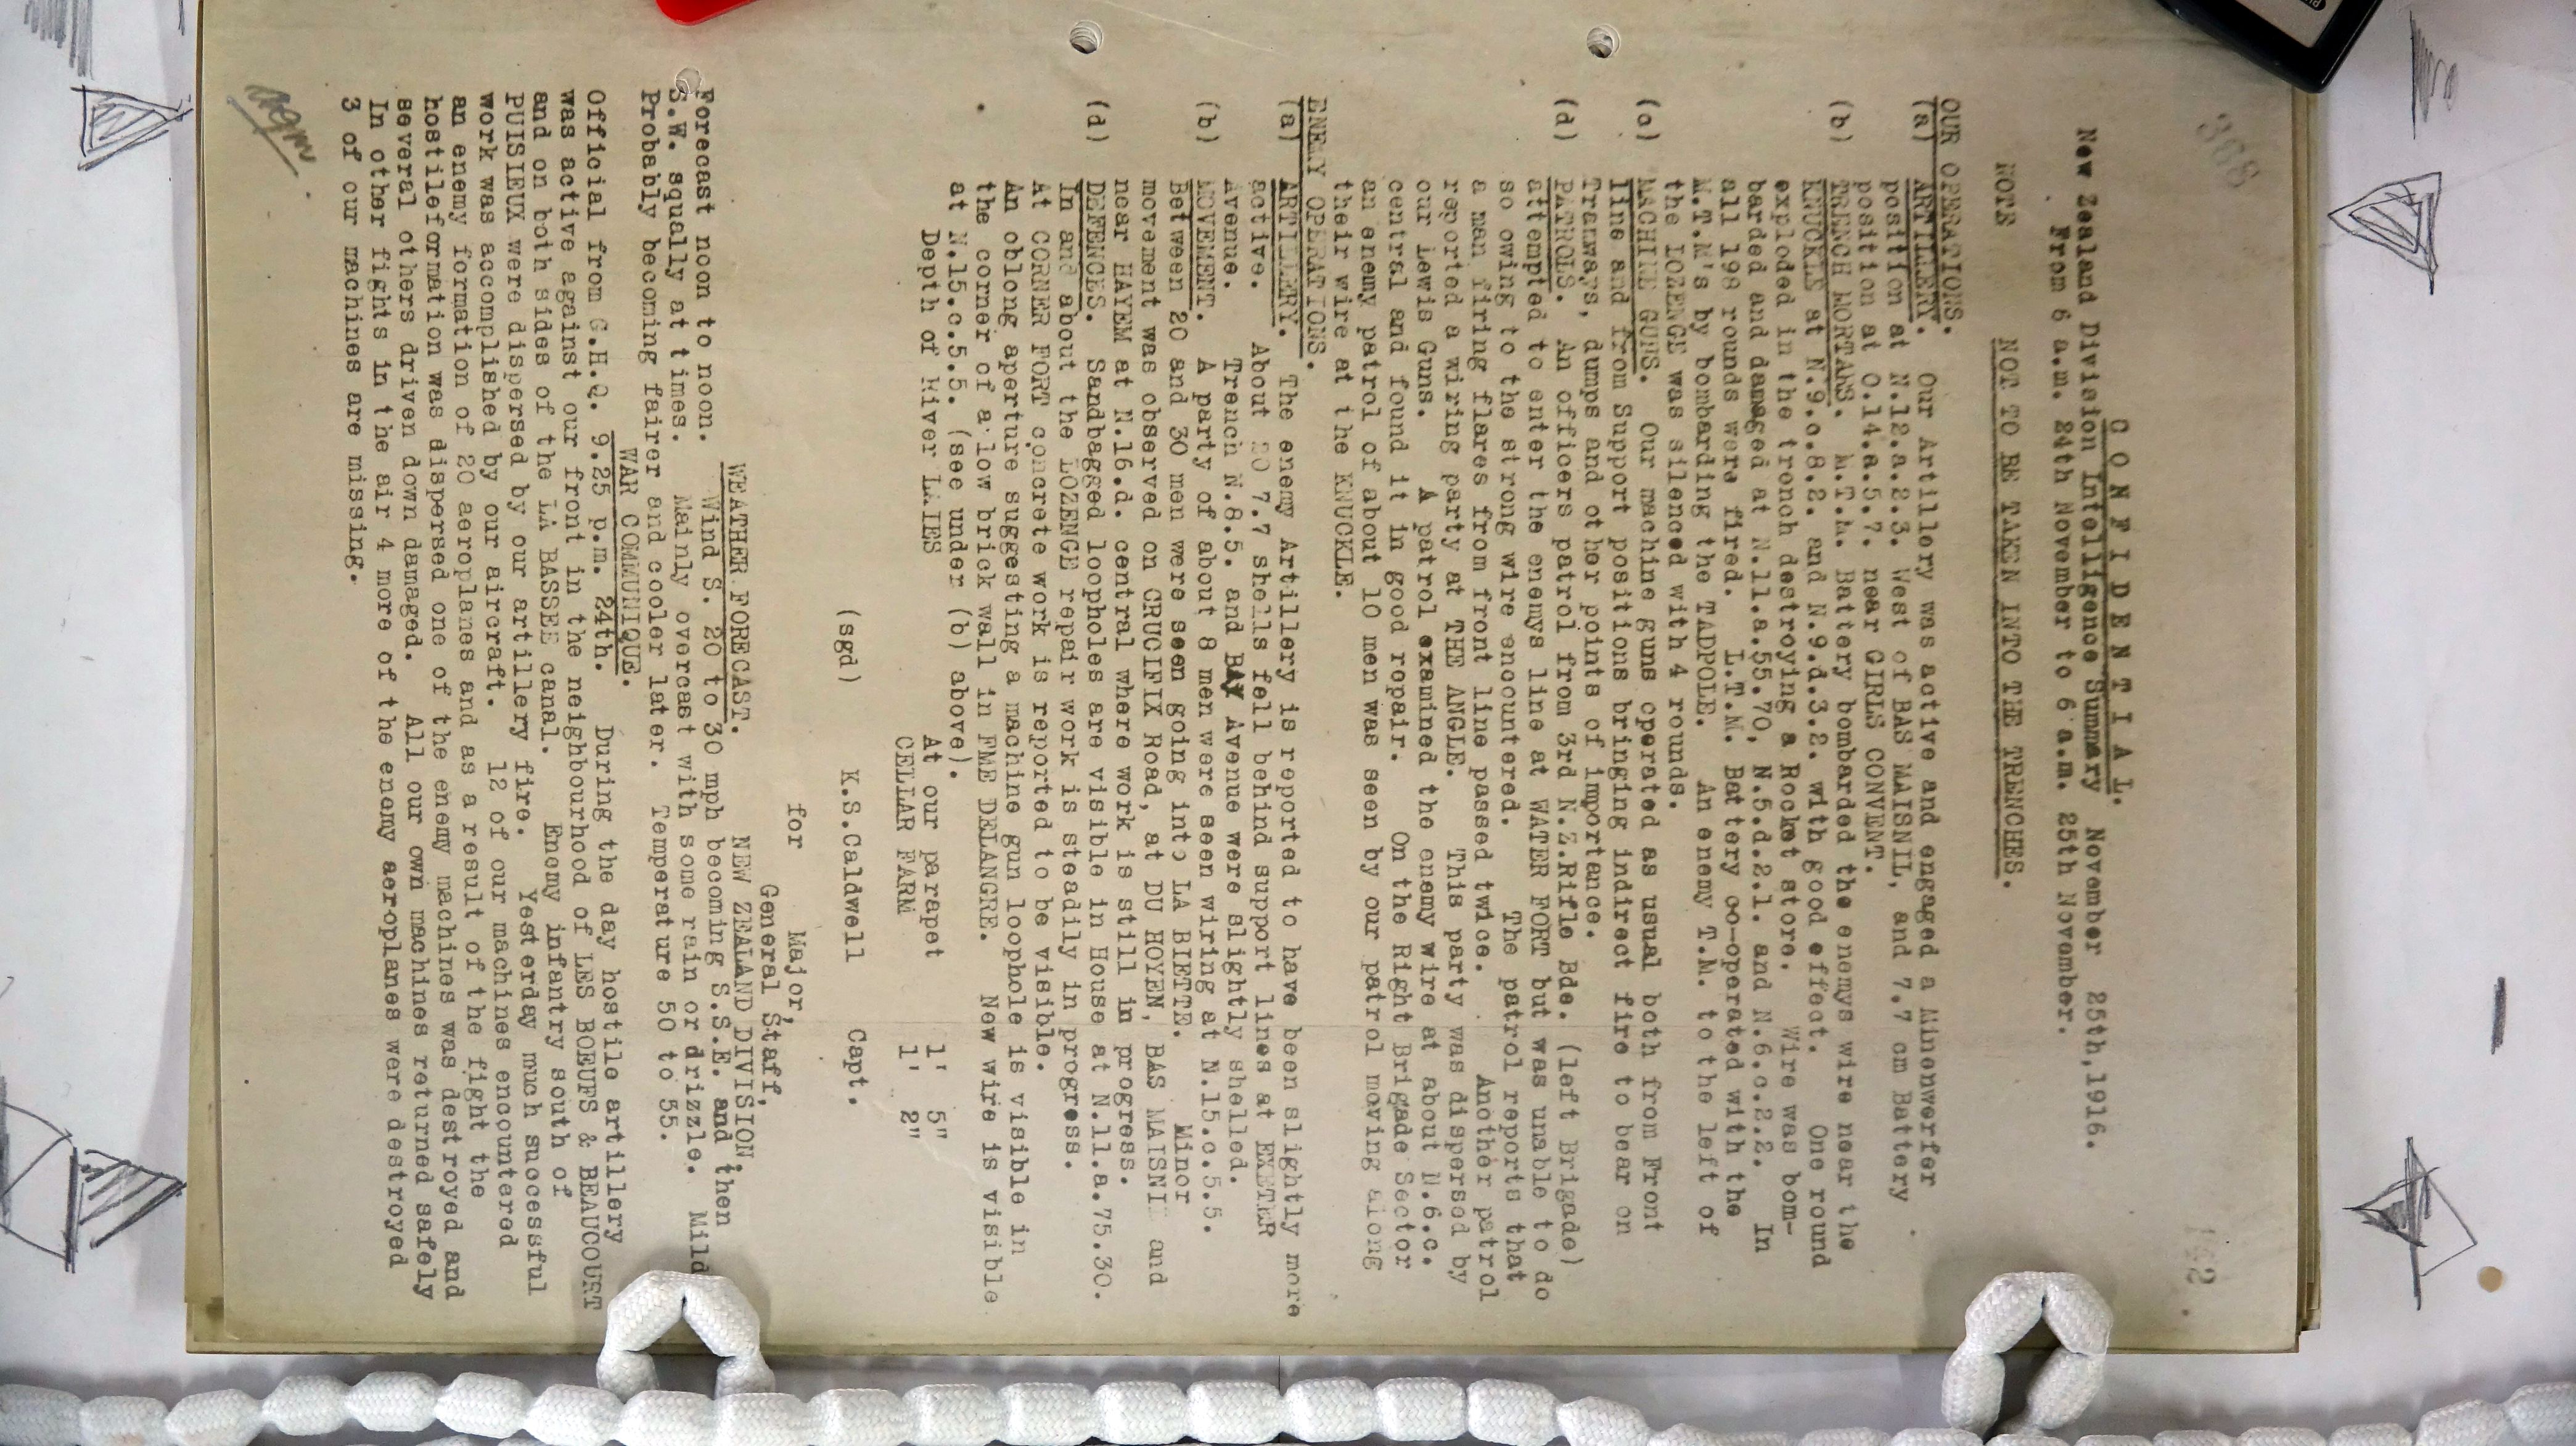 368
C O N F I D E N T I A L.
New Zealand Division Intelligence Summary November 25th, 1916.
From 6 a.m. 24th November to 6 a.m. 25th November.
NOTE NOT TO BE TAKEN INTO THE TRENCHES.
OUR OPERATIONS.
(a) ARTILLERY. Our Artillery was active and engaged a Minenwerfer
position at N.12.a.2.3. West of BAS MAISNIL, and 7.7 cm Battery
position at O.14.a.5.7. near GIRLS CONVENT.
(b) TRENCH MORTARS. M.T.M. Battery bombarded the enemys wire near the
KNUCKLE at N.9.c.8.2. and N.9.d.3.2. with good effect. One round
exploded in the trench destroying a Rocket store. Wire was bom-
barded and damaged at N.11.a.55.70, N.5.d.2.1. and N.6.c.2.2. In
all 198 rounds were fired. L.T.M. Battery co-operated with the
M.T.M's by bombarding the TADPOLE. An enemy T.M. to the left of
the LOZENGE was silenced with 4 rounds.
(c) MACHINE GUNS. Our machine guns operated as usual both from Front
line and from Support positions bringing indirect fire to bear on
Tramways, dumps and other points of importance.
(d) PATROLS. An officers patrol from 3rd N.Z.Rifle Bde. (left Brigade)
attempted to enter the enemys line at WATER FORT but was unable to do
so owing to the strong wire encountered. The patrol reports that
a man firing flares from front line passed twice. Another patrol
reported a wiring party at THE ANGLE. This party was dispersed by
our Lewis Guns. A patrol examined the enemy wire at about N.6.c.
central and found it in good ropair. On the Right Brigade Sector
an enemy patrol of about 10 men was seen by our patrol moving along
their wire at the KNUCKLE.
ENEMY OPERATIONS.
(a) ARTILLERY. The enemy Artillery is reported to have been slightly more
active. About 20 7.7 shells fell behind support lines at EXETER
Avenue. Trench N.8.5. and BAY Avenue were slightly shelled.
(b) MOVEMENT. A party of about 8 men were seen wiring at N.15.c.5.5.
Between 20 and 30 men were seen going into LA BIETTE. Minor
movement was observed on CRUCIFIX Road, at DU HOYEN, BAS MAISNIL and
near HAYEM at N.16.d. central where work is still in progress.
(d) DEFENCES. Sandbagged loopholes are visible in House at N.11.a.75.30.
In and about the LOZENGE repair work is steadily in progress.
At CORNER FORT concrete work is reported to be visible.
An oblong aperture suggesting a machine gun loophole is visible in
the corner of a low brick wall in FME DELANGRE. New wire is visible
at N.15.c.5.5. (see under (b) above).
Depth of River LAIES At our parapet 1' 5"
CELLAR FARM 1' 2"
(sgd) K.S.Caldwell Capt.
for Major,
General Staff,
NEW ZEALAND DIVISION.
WEATHER FORECAST.
Forecast noon to noon. Wind S. 20 to 30 mph becoming S.S.E. and then
S.W. squally at times. Mainly overcast with some rain or drizzle. Mild
Probably becoming fairer and cooler later. Temperature 50 to 55.
WAR COMMUNIQUE.
Official from G.H.Q. 9.25 p.m. 24th. During the day hostile artillery
was active against our front in the neighbourhood of LES BOEUFS & BEAUCOURT
and on both sides of the LA BASSEE canal. Enemy infantry south of
PUISIEUX were dispersed by our artillery fire. Yesterday much successful
work was accomplished by our aircraft. 12 of our machines encountered
an enemy formation of 20 aeroplanes and as a result of the fight the
hostileformation was dispersed one of the enemy machines was destroyed and
several others driven down damaged. All our own machines returned safely
In other fights in the air 4 more of the enemy aeroplanes were destroyed
3 of our machines are missing.